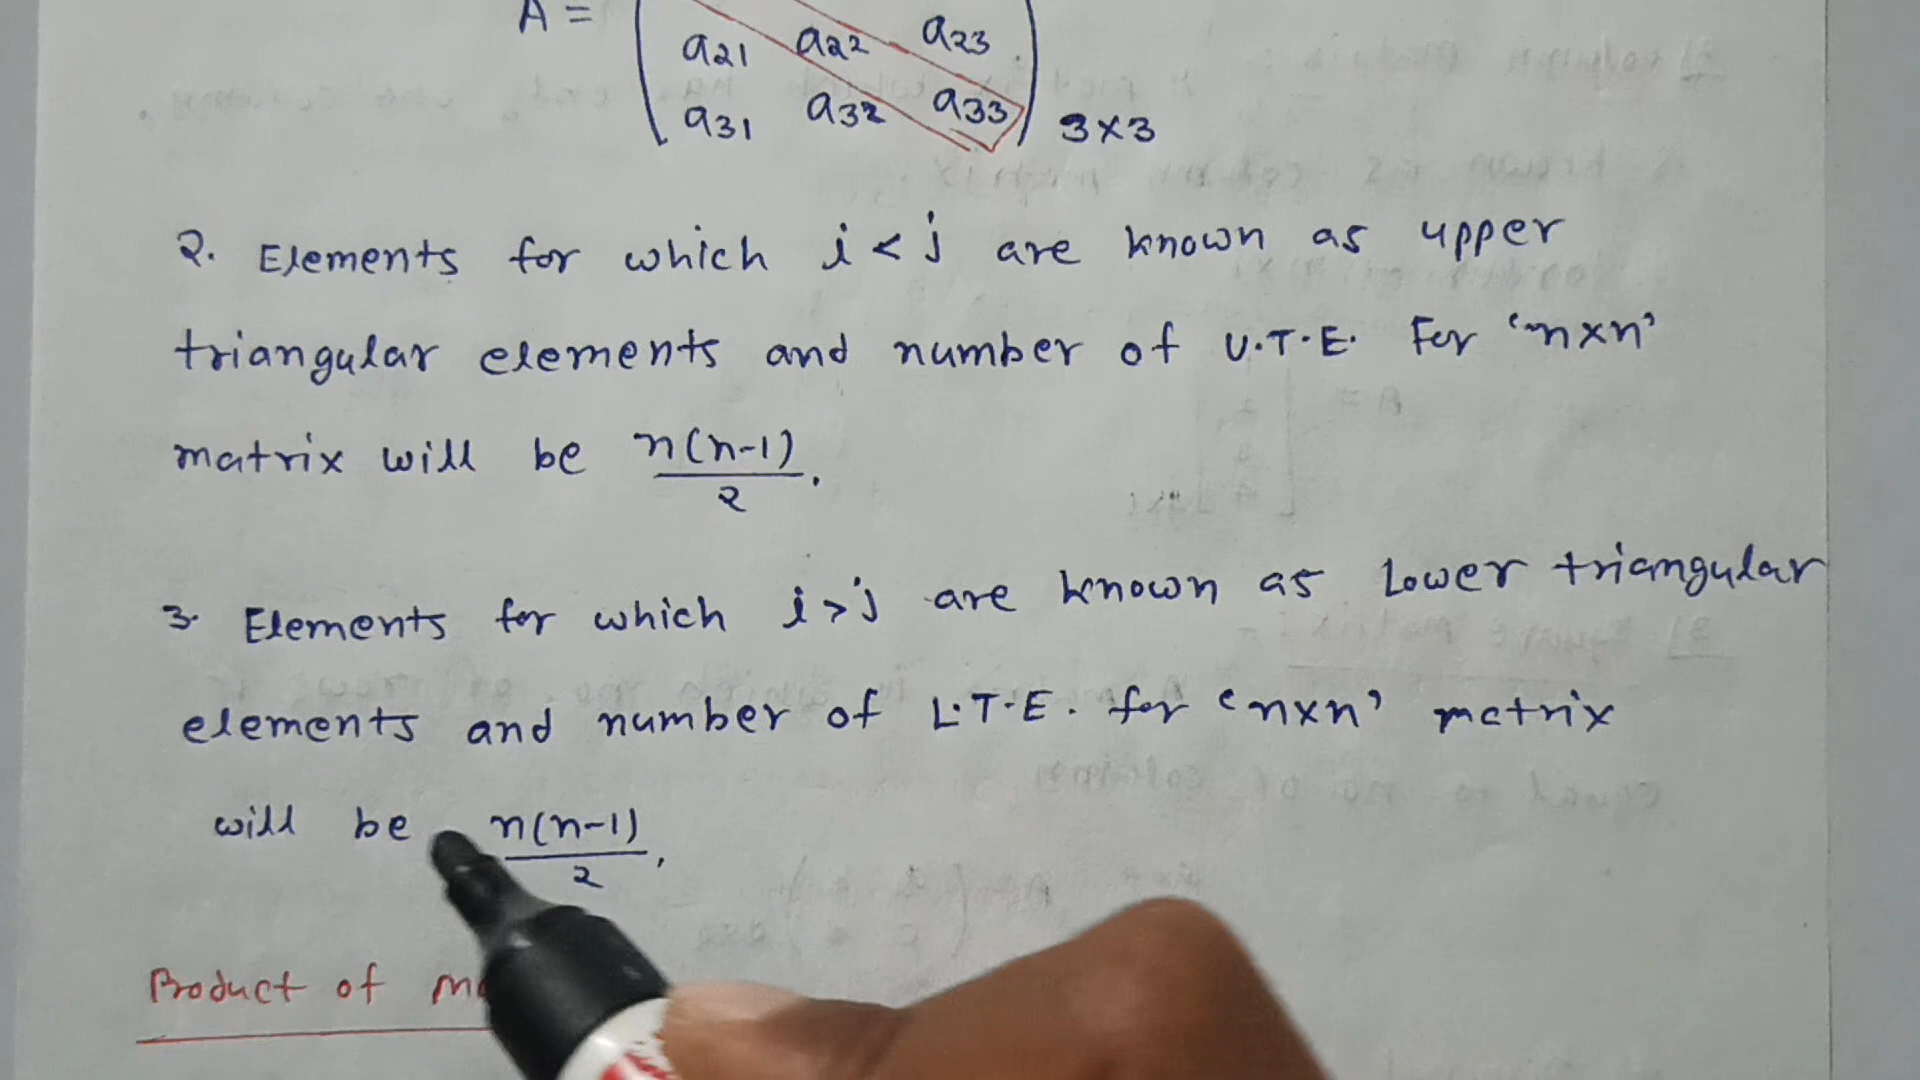 A =
a21 a22 a23
a31 a32 a33 3×3
2. Elements for which i < j are known as upper
triangular elements and number of U.T.E. For 'n×n'
matrix will be n(n-1)/2.
3. Elements for which i > j are known as Lower triangular
elements and number of L.T.E. for 'n×n' matrix
will be n(n-1)/2,
Product of